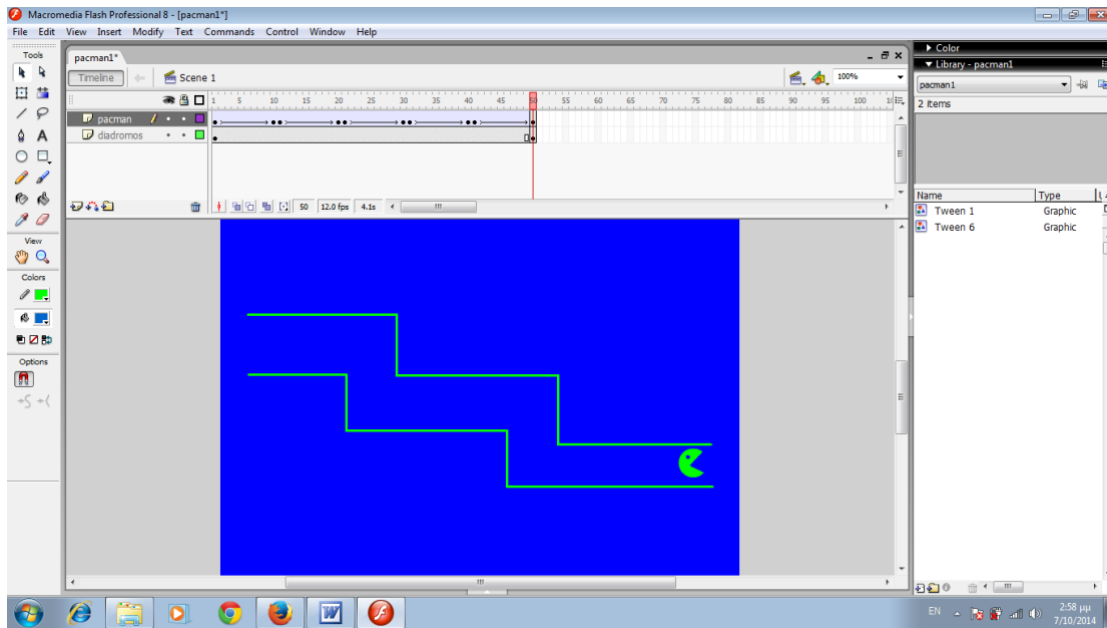 Macromedia Flash Professional 8 - [pacman1*]
File Edit View Insert Modify Text Commands Control Window Help
Tools
pacman1*
Timeline Scene 1 100%
1 5 10 15 20 25 30 35 40 45 50 55 60 65 70 75 80 85 90 95 100
pacman
diadromos
50 12.0 fps 4.1s
View
Colors
Options
Color
Library - pacman1
pacman1
2 items
Name Type
Tween 1 Graphic
Tween 6 Graphic
EN 2:58 μμ
7/10/2014